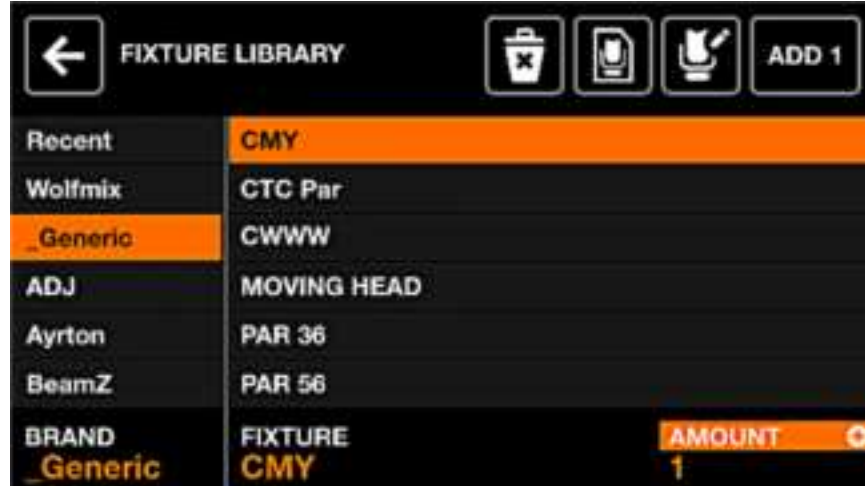 FIXTURE LIBRARY
ADD 1
Recent
CMY
Wolfmix
CTC Par
_Generic
CWWW
ADJ
MOVING HEAD
Ayrton
PAR 36
BeamZ
PAR 56
BRAND
FIXTURE
AMOUNT
_Generic
CMY
1